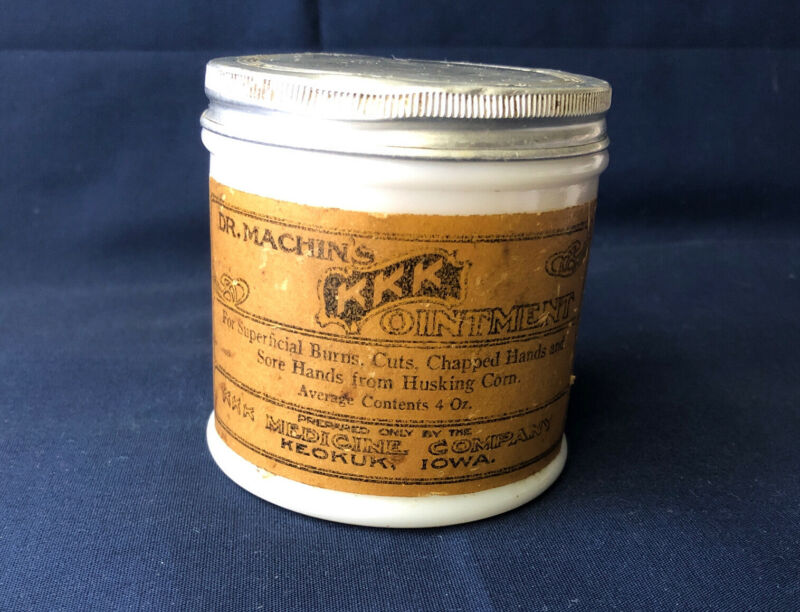 DR. MACHIN'S
KKK
OINTMENT
For Superficial Burns, Cuts, Chapped Hands and
Sore Hands from Husking Corn.
Average Contents 4 Oz.
PREPARED ONLY BY THE
KKK MEDICINE COMPANY
KEOKUK, IOWA.